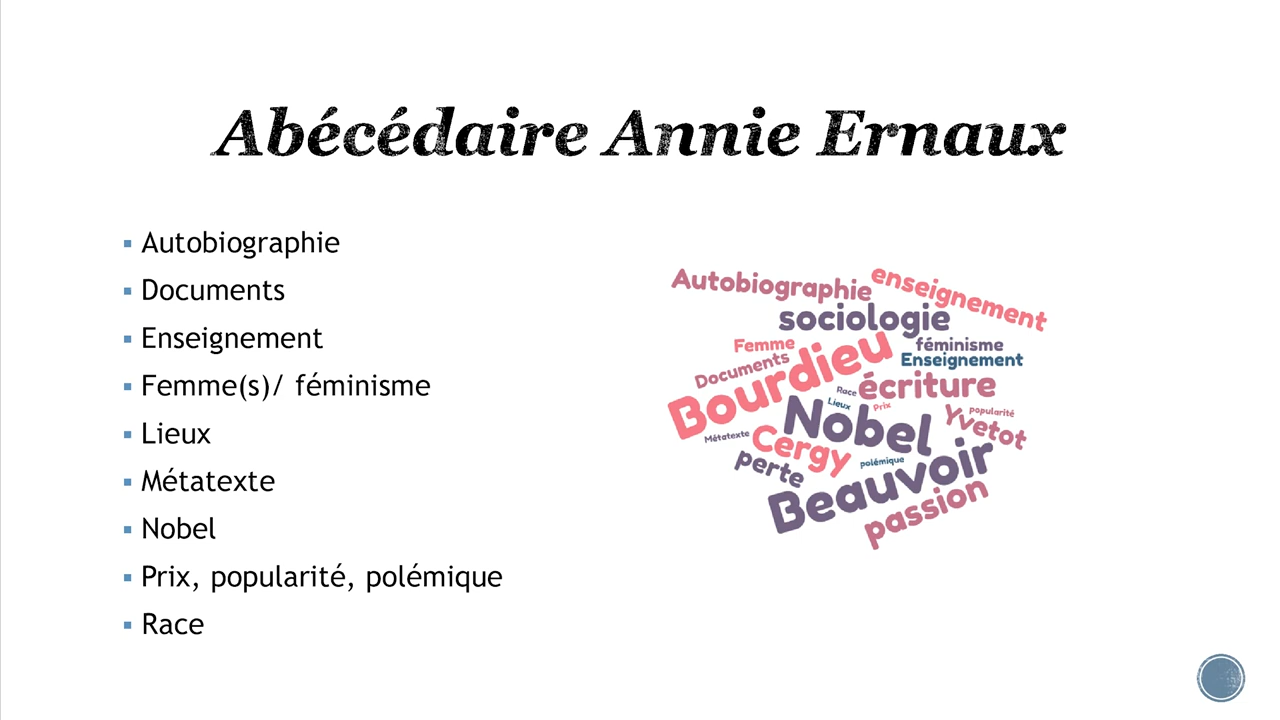 Abécédaire Annie Ernaux
Autobiographie
Documents
Enseignement
Femme(s)/ féminisme
Lieux
Métatexte
Nobel
Prix, popularité, polémique
Race
Autobiographie
enseignement
sociologie
Femme
féminisme
Documents
Enseignement
Bourdieu
Race
écriture
Lieux
Prix
Nobel
Yvetot
popularité
Métatexte
Cergy
perte
polémique
Beauvoir
passion